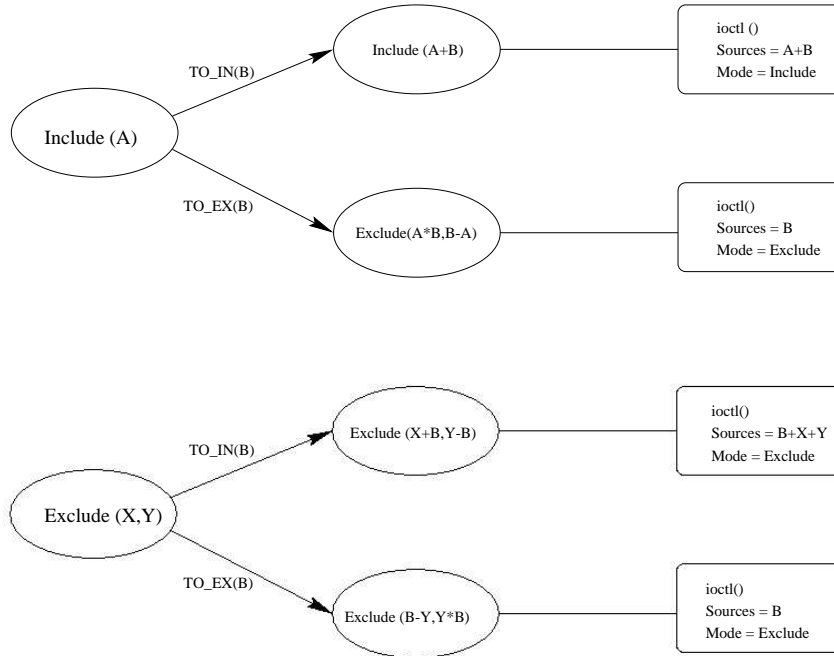 Include (A)
TO_IN(B)
Include (A+B)
ioctl ()
Sources = A+B
Mode = Include
TO_EX(B)
Exclude(A*B,B-A)
ioctl()
Sources = B
Mode = Exclude
Exclude (X,Y)
TO_IN(B)
Exclude (X+B,Y-B)
ioctl()
Sources = B+X+Y
Mode = Exclude
TO_EX(B)
Exclude (B-Y,Y*B)
ioctl()
Sources = B
Mode = Exclude